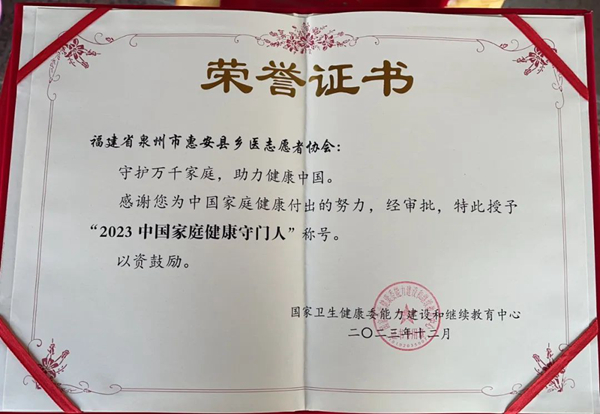 荣誉证书
福建省泉州市惠安县乡医志愿者协会：
守护万千家庭，助力健康中国。
感谢您为中国家庭健康付出的努力，经审批，特此授予
“2023 中国家庭健康守门人”称号。
以资鼓励。
国家卫生健康委能力建设和继续教育中心
二〇二三年十二月